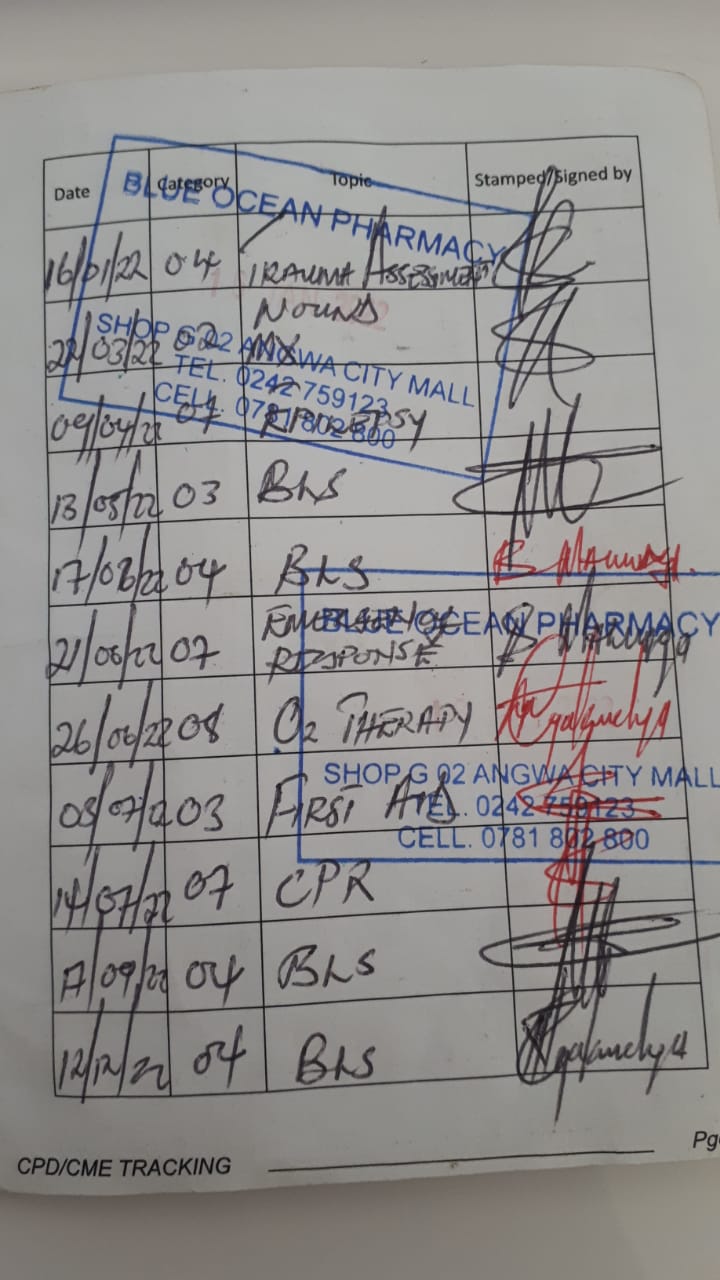 Date Category Topic Stamped/Signed by
BLUE OCEAN PHARMACY
16/01/22 04 TRAUMA ASSESSMENT
SHOP G 02 ANGWA CITY MALL
TEL. 0242 759123
CELL. 0781 802 800
22/03/22 02 WOUND
09/04/22 07 EPILEPSY
13/05/22 03 BLS
17/08/22 04 BLS
BLUE OCEAN PHARMACY
21/06/22 07 EMERGENCY
RESPONSE
26/06/22 08 O2 THERAPY
SHOP G 02 ANGWA CITY MALL
TEL. 0242 759123
CELL. 0781 802 800
03/07/22 03 FIRST AID
14/07/22 07 CPR
17/09/22 04 BLS
12/12/22 04 BLS
CPD/CME TRACKING
Pg